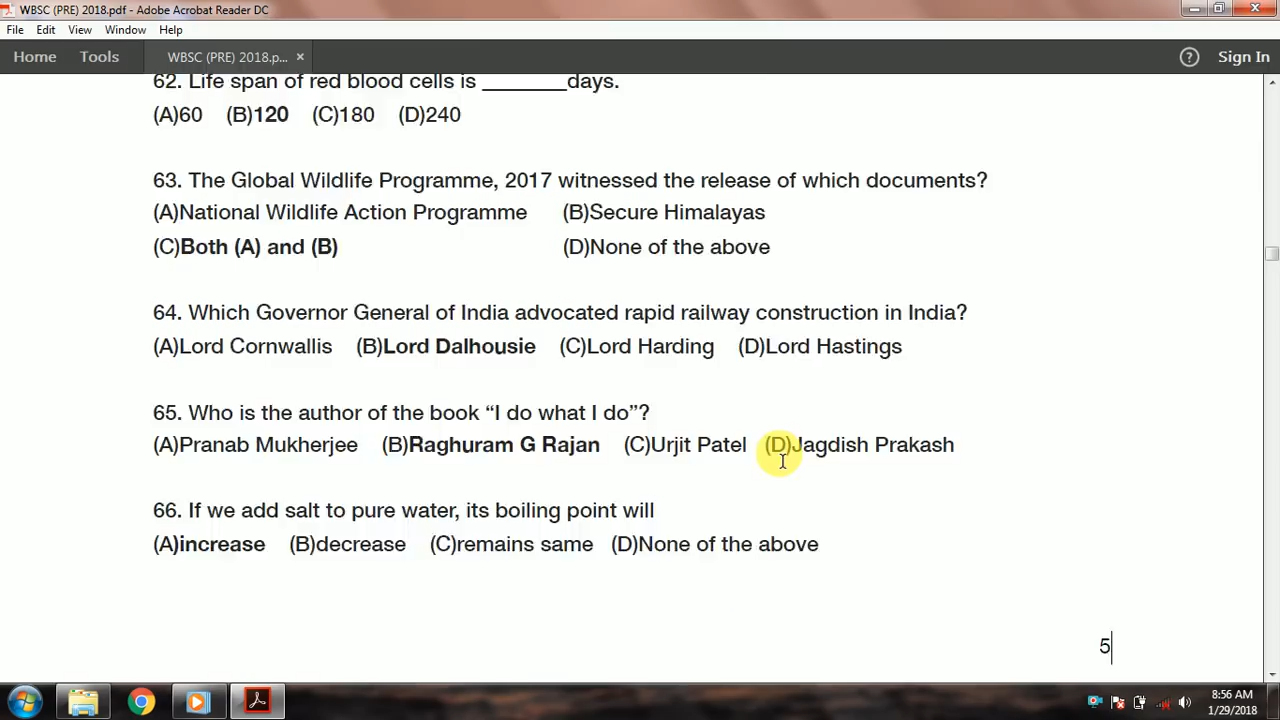 WBSC (PRE) 2018.pdf - Adobe Acrobat Reader DC
File Edit View Window Help
Home Tools WBSC (PRE) 2018.p... × ? Sign In
62. Life span of red blood cells is ________days.
(A)60 (B)120 (C)180 (D)240
63. The Global Wildlife Programme, 2017 witnessed the release of which documents?
(A)National Wildlife Action Programme (B)Secure Himalayas
(C)Both (A) and (B) (D)None of the above
64. Which Governor General of India advocated rapid railway construction in India?
(A)Lord Cornwallis (B)Lord Dalhousie (C)Lord Harding (D)Lord Hastings
65. Who is the author of the book “I do what I do”?
(A)Pranab Mukherjee (B)Raghuram G Rajan (C)Urjit Patel (D)Jagdish Prakash
66. If we add salt to pure water, its boiling point will
(A)increase (B)decrease (C)remains same (D)None of the above
5
8:56 AM
1/29/2018